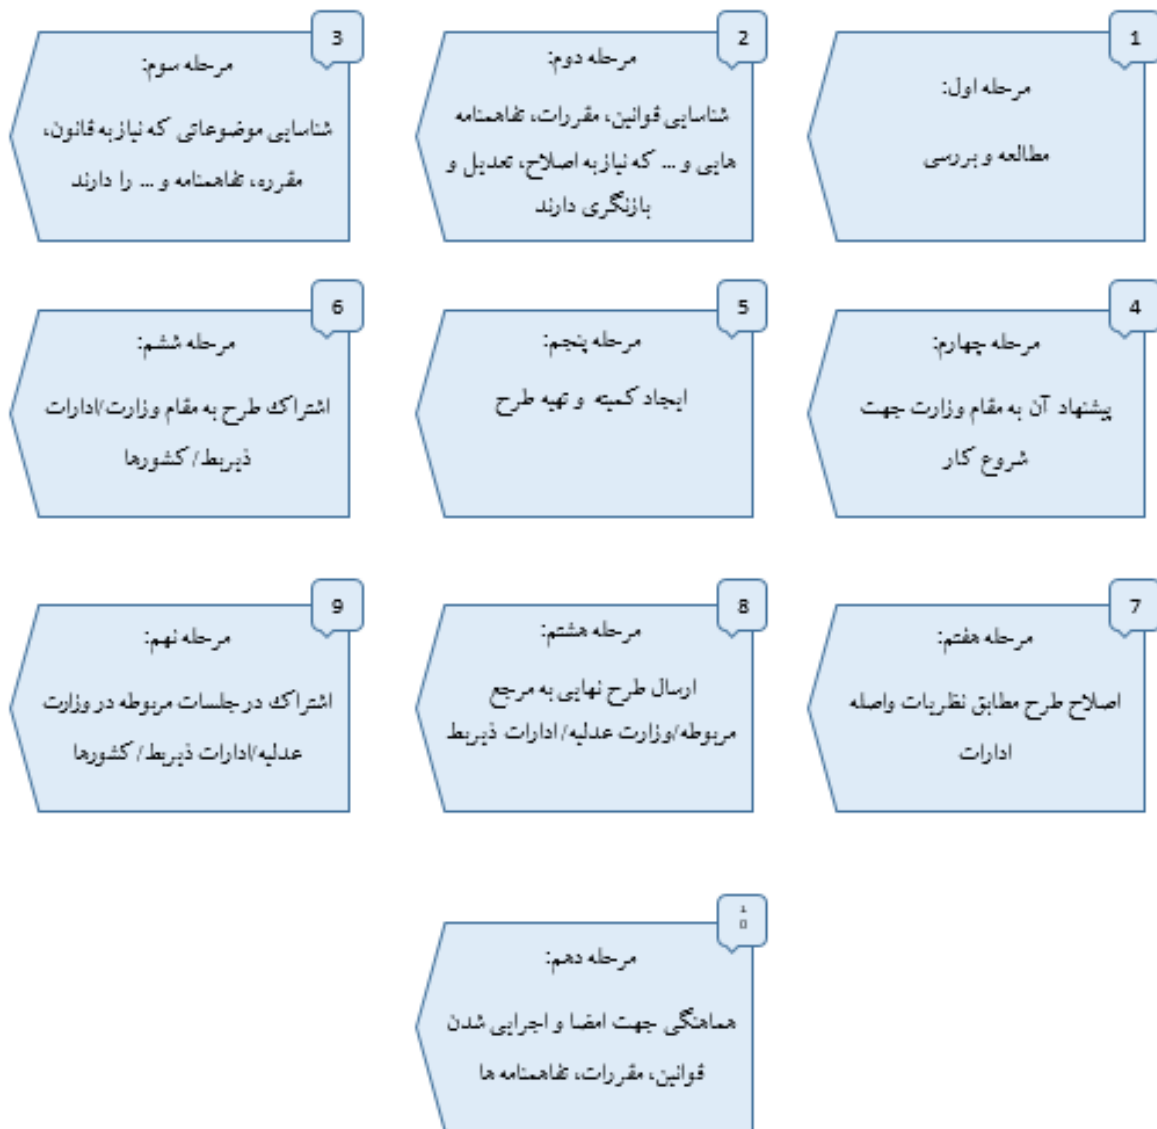 1
مرحله اول:
مطالعه و بررسی
2
مرحله دوم:
شناسایی قوانین، مقررات، تفاهمنامه
هایی و ... که نیاز به اصلاح، تعدیل و
بازنگری دارند
3
مرحله سوم:
شناسایی موضوعاتی که نیاز به قانون،
مقرره، تفاهمنامه و ... را دارند
4
مرحله چهارم:
پیشنهاد آن به مقام وزارت جهت
شروع کار
5
مرحله پنجم:
ایجاد کمیته و تهیه طرح
6
مرحله ششم:
اشتراک طرح به مقام وزارت/ادارات
ذیربط/ کشورها
7
مرحله هفتم:
اصلاح طرح مطابق نظریات واصله
ادارات
8
مرحله هشتم:
ارسال طرح نهایی به مرجع
مربوطه/وزارت عدلیه/ ادارات ذیربط
9
مرحله نهم:
اشتراک در جلسات مربوطه در وزارت
عدلیه/ادارات ذیربط/ کشورها
10
مرحله دهم:
هماهنگی جهت امضا و اجرایی شدن
قوانین، مقررات، تفاهمنامه ها